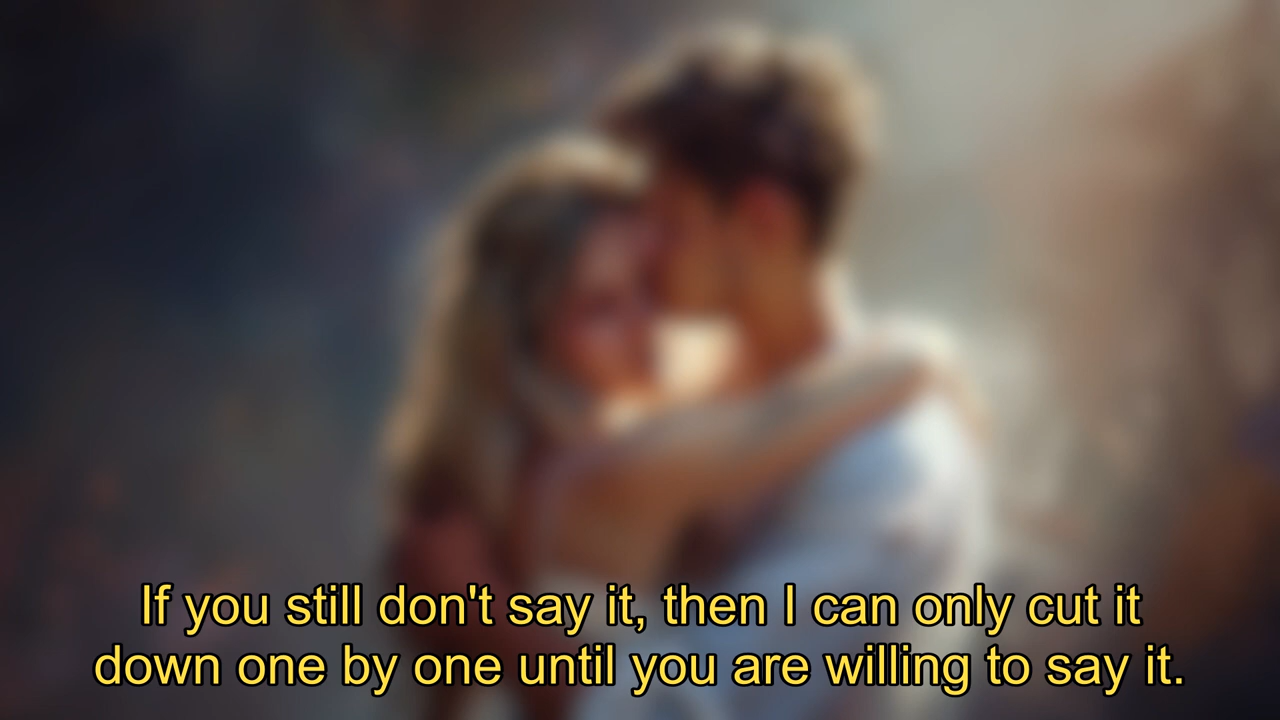 If you still don't say it, then I can only cut it
down one by one until you are willing to say it.